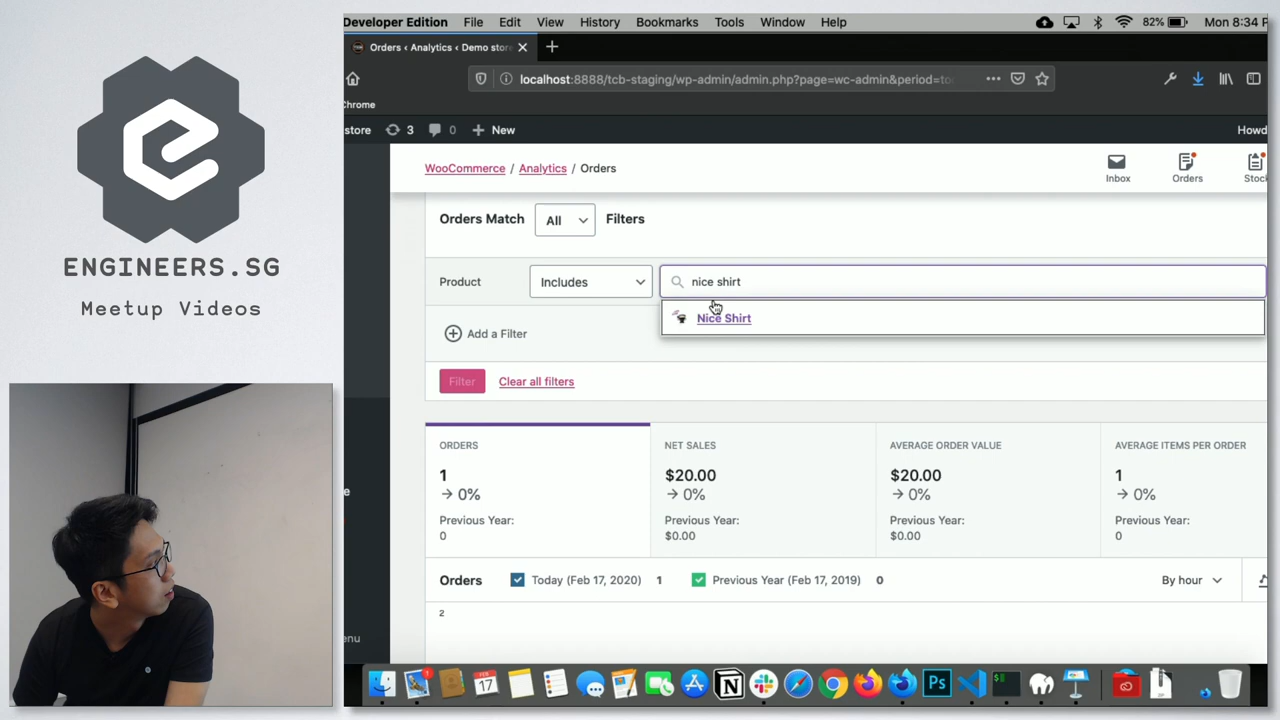 ENGINEERS.SG
Meetup Videos
Developer Edition File Edit View History Bookmarks Tools Window Help 82% Mon 8:34
Orders ‹ Analytics ‹ Demo store
localhost:8888/tcb-staging/wp-admin/admin.php?page=wc-admin&period=to
Chrome
store 3 0 New Howd
WooCommerce / Analytics / Orders
Inbox
Orders
Stoc
Orders Match All Filters
Product Includes nice shirt
Nice Shirt
Add a Filter
Filter Clear all filters
ORDERS
1
→ 0%
Previous Year:
0
NET SALES
$20.00
→ 0%
Previous Year:
$0.00
AVERAGE ORDER VALUE
$20.00
→ 0%
Previous Year:
$0.00
AVERAGE ITEMS PER ORDER
1
→ 0%
Previous Year:
0
Orders Today (Feb 17, 2020) 1 Previous Year (Feb 17, 2019) 0 By hour
2
e
enu
FEB
17
Ps